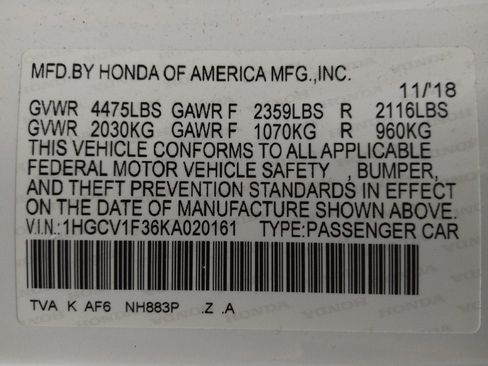 MFD.BY HONDA OF AMERICA MFG.,INC.
11/'18
GVWR 4475LBS GAWR F 2359LBS R 2116LBS
GVWR 2030KG GAWR F 1070KG R 960KG
THIS VEHICLE CONFORMS TO ALL APPLICABLE
FEDERAL MOTOR VEHICLE SAFETY , BUMPER,
AND THEFT PREVENTION STANDARDS IN EFFECT
ON THE DATE OF MANUFACTURE SHOWN ABOVE.
V.I.N.:1HGCV1F36KA020161 TYPE:PASSENGER CAR
TVA K AF6 NH883P .Z .A